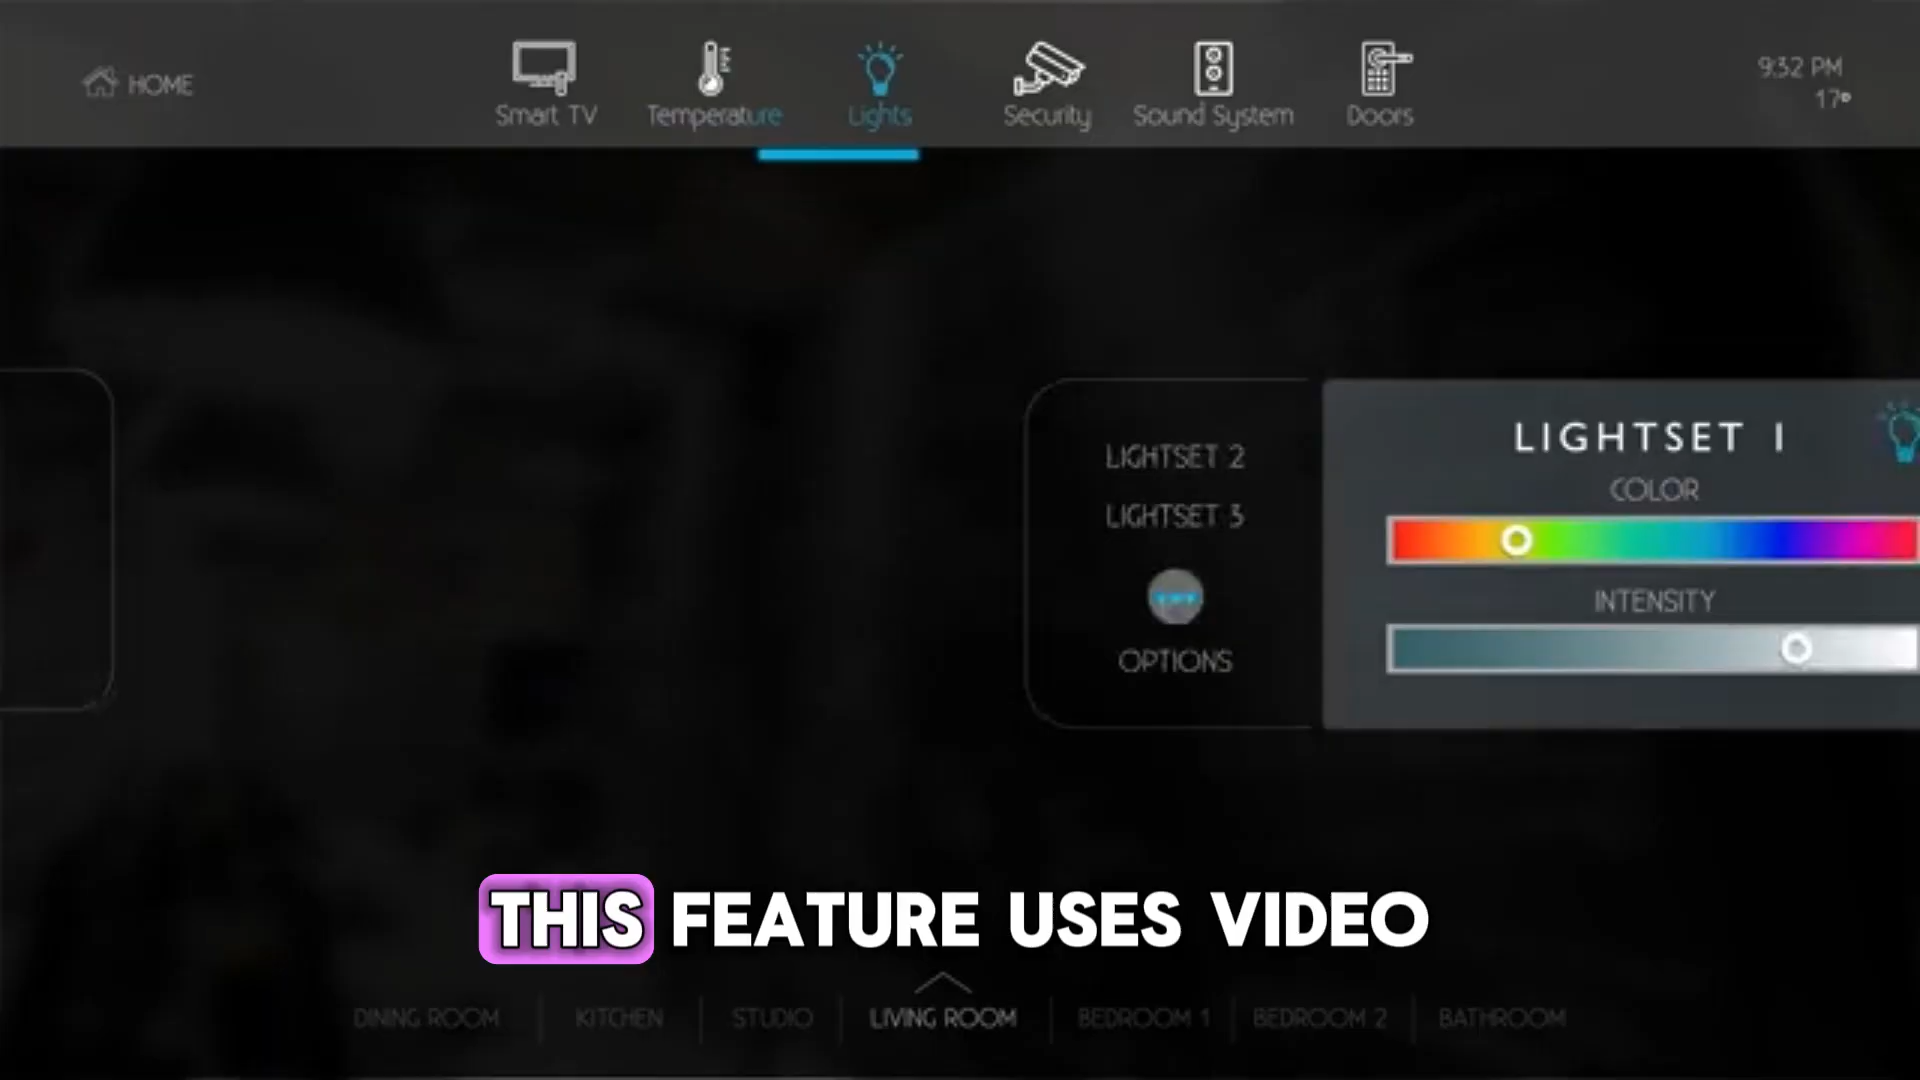 HOME
Smart TV
Temperature
Lights
Security
Sound System
Doors
9:32 PM
17°
LIGHTSET 2
LIGHTSET 3
OPTIONS
LIGHTSET 1
COLOR
INTENSITY
THIS FEATURE USES VIDEO
DINING ROOM
KITCHEN
STUDIO
LIVING ROOM
BEDROOM 1
BEDROOM 2
BATHROOM